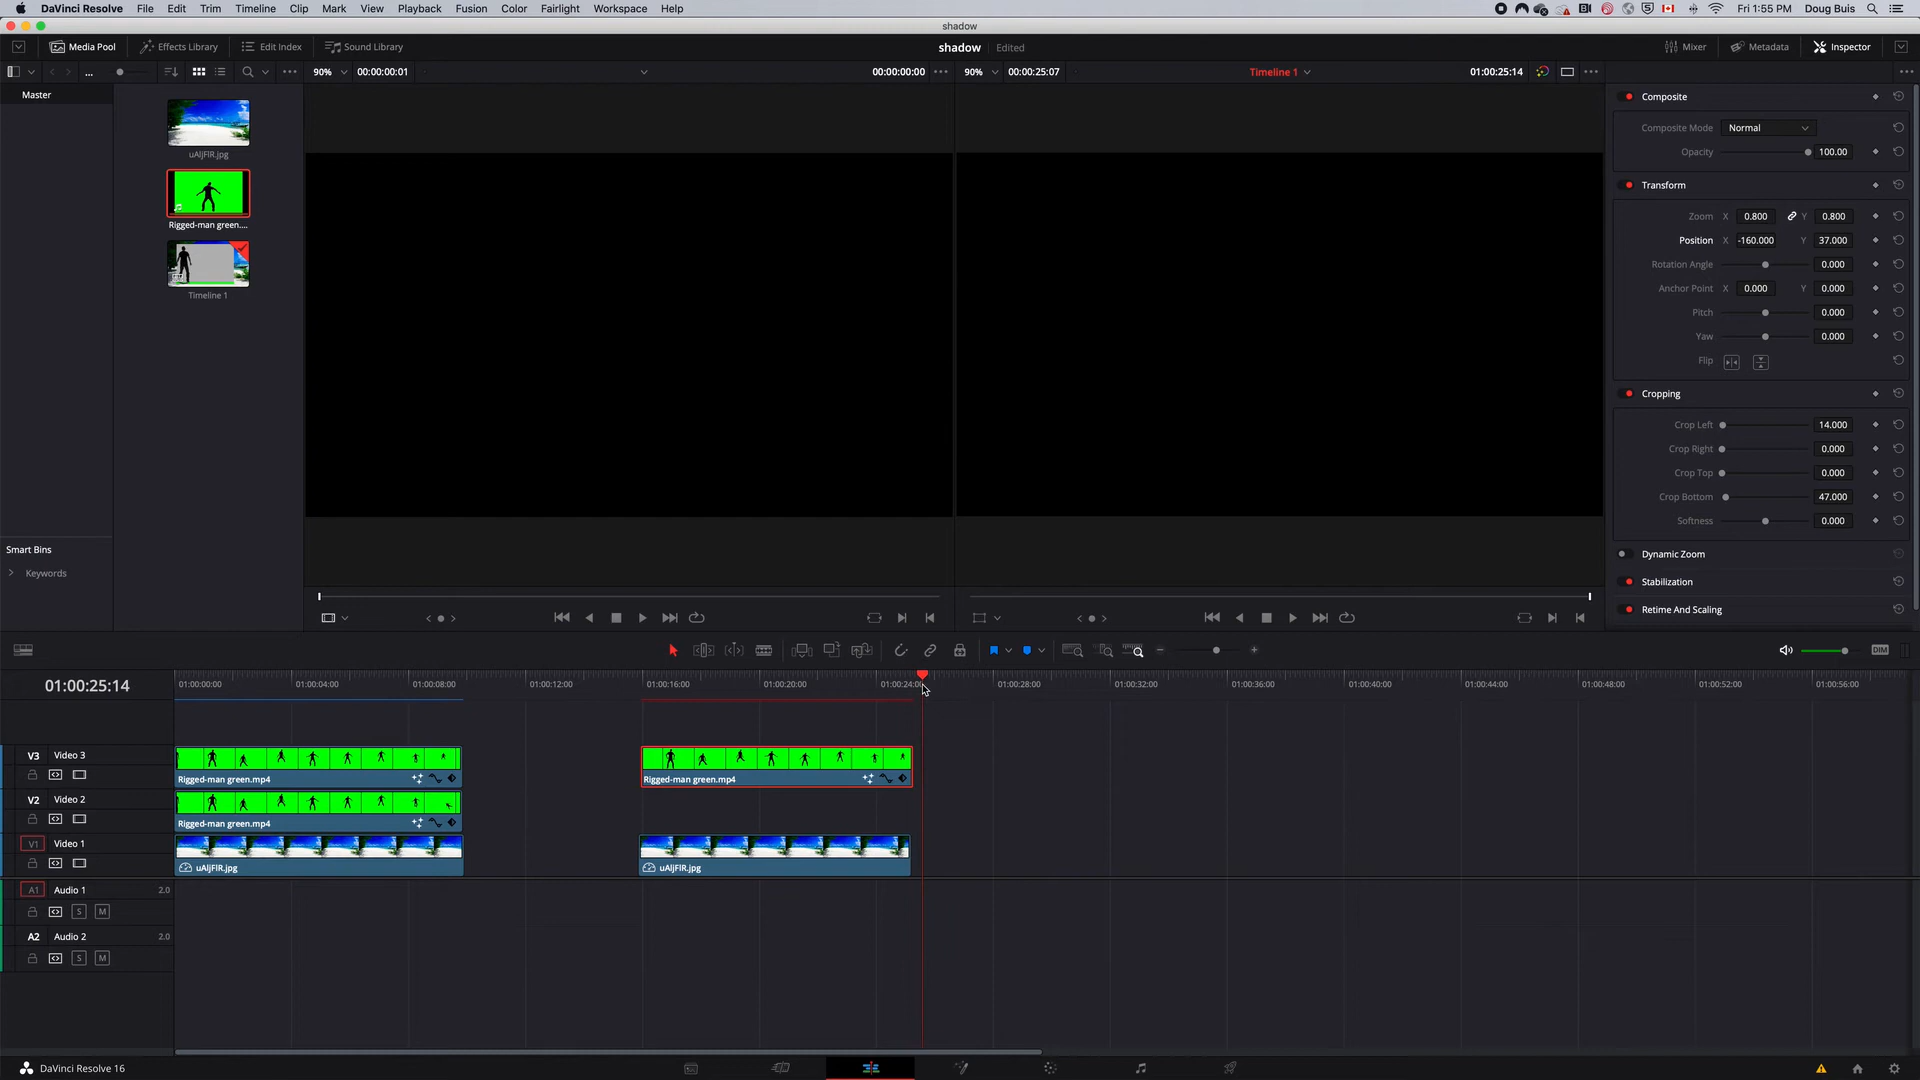 DaVinci Resolve File Edit Trim Timeline Clip Mark View Playback Fusion Color Fairlight Workspace Help Fri 1:55 PM Doug Buis
shadow
Media Pool Effects Library Edit Index Sound Library shadow Edited Mixer Metadata Inspector
... 90% 00:00:00:01 00:00:00:00 90% 00:00:25:07 Timeline 1 01:00:25:14
Master
uAljFlR.jpg
Rigged-man green....
Timeline 1
Smart Bins
Keywords
Composite
Composite Mode Normal
Opacity 100.00
Transform
Zoom X 0.800 Y 0.800
Position X -160.000 Y 37.000
Rotation Angle 0.000
Anchor Point X 0.000 Y 0.000
Pitch 0.000
Yaw 0.000
Flip
Cropping
Crop Left 14.000
Crop Right 0.000
Crop Top 0.000
Crop Bottom 47.000
Softness 0.000
Dynamic Zoom
Stabilization
Retime And Scaling
DIM
01:00:25:14 01:00:00:00 01:00:04:00 01:00:08:00 01:00:12:00 01:00:16:00 01:00:20:00 01:00:24:00 01:00:28:00 01:00:32:00 01:00:36:00 01:00:40:00 01:00:44:00 01:00:48:00 01:00:52:00 01:00:56:00
V3 Video 3
Rigged-man green.mp4 Rigged-man green.mp4
V2 Video 2
Rigged-man green.mp4
V1 Video 1
uAljFlR.jpg uAljFlR.jpg
A1 Audio 1 2.0
S M
A2 Audio 2 2.0
S M
DaVinci Resolve 16